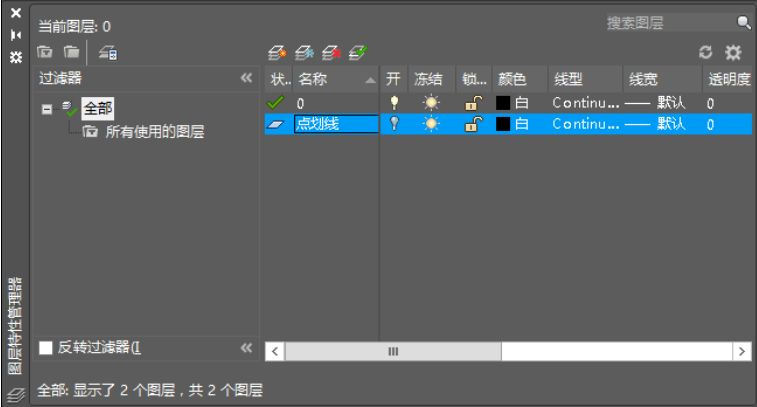 当前图层: 0
搜索图层
过滤器
全部
所有使用的图层
反转过滤器(I
状.. 名称 开 冻结 锁... 颜色 线型 线宽 透明度
0 白 Continu... 默认 0
点划线 白 Continu... 默认 0
全部: 显示了 2 个图层 , 共 2 个图层
图层特性管理器